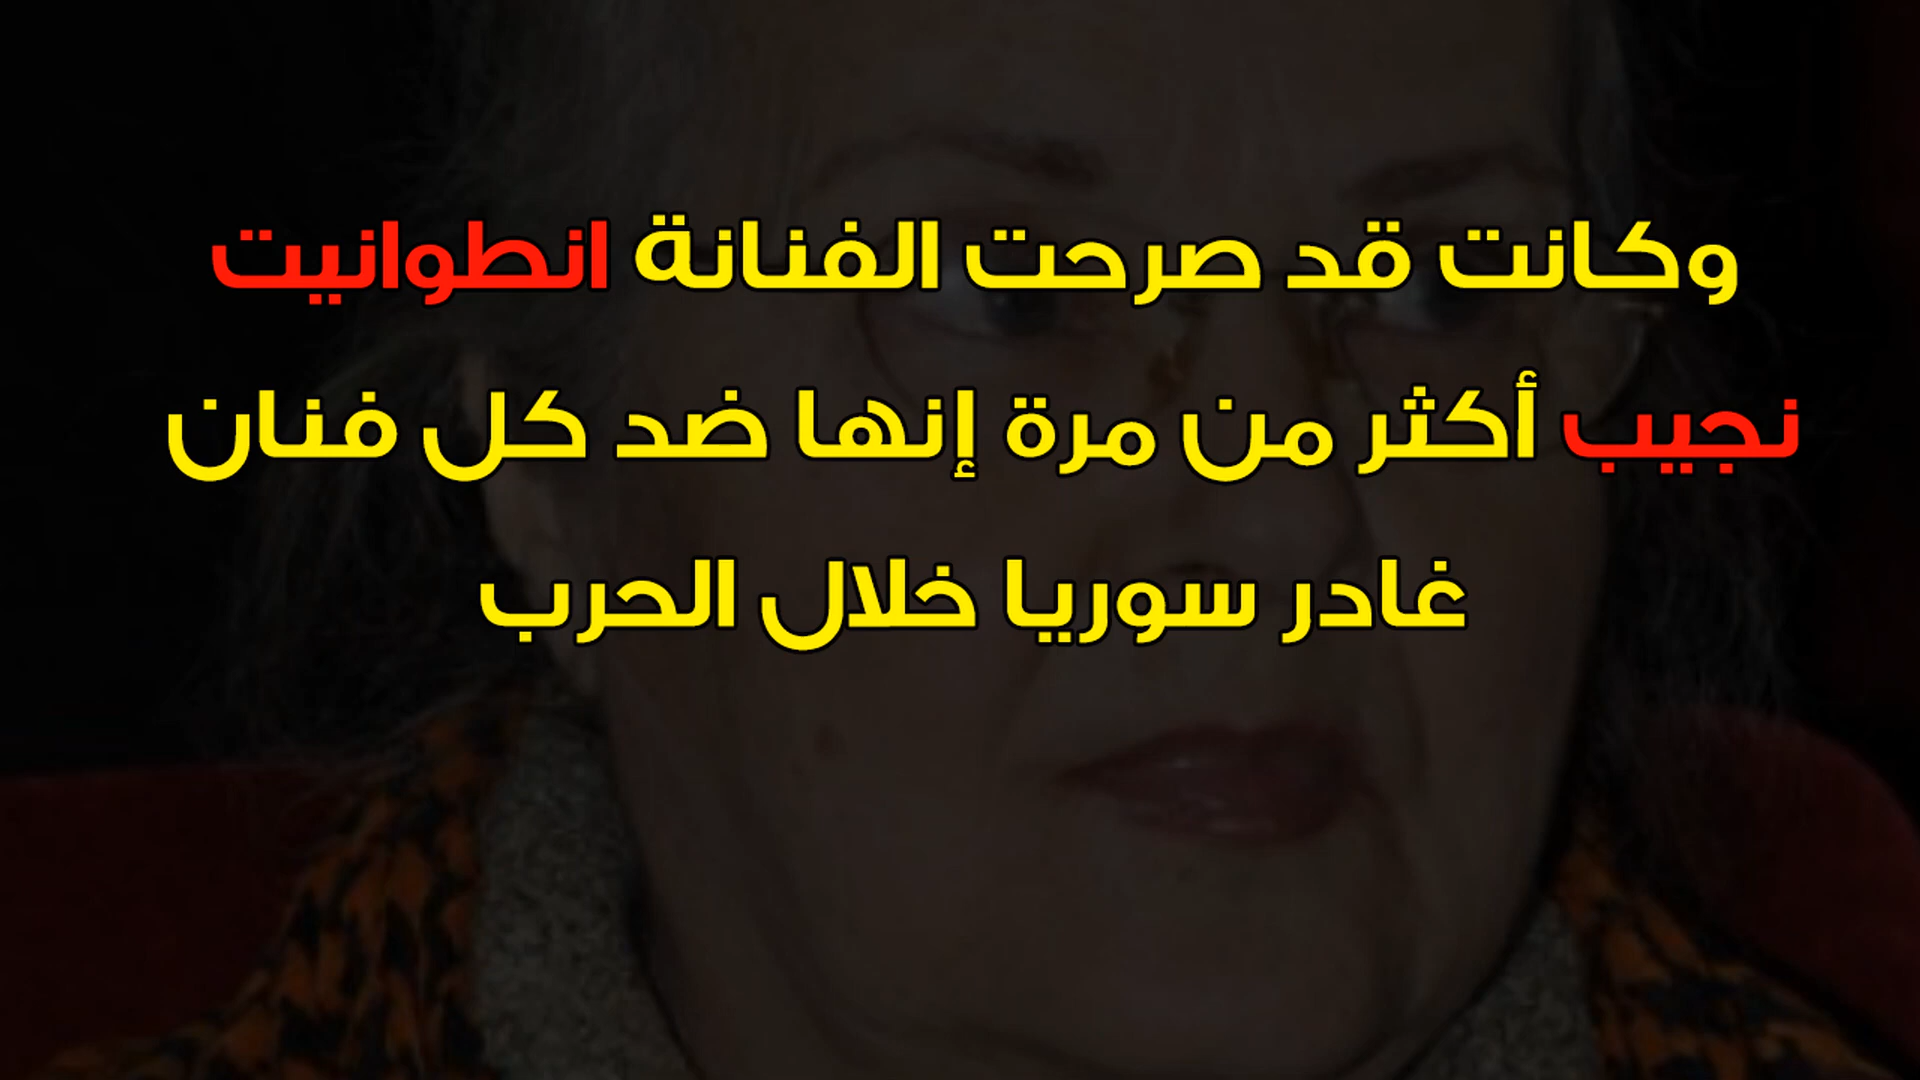 وكانت قد صرحت الفنانة انطوانيت
نجيب أكثر من مرة إنها ضد كل فنان
غادر سوريا خلال الحرب